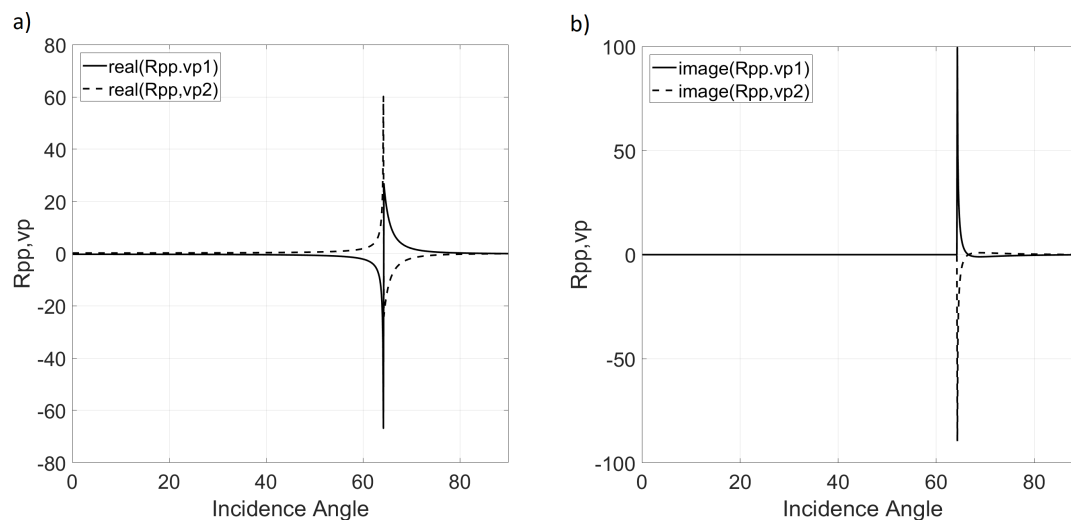 a)
80
60
40
20
0
-20
-40
-60
-80
Rpp,vp
real(Rpp.vp1)
real(Rpp,vp2)
0
20
40
60
80
Incidence Angle
b)
100
50
0
-50
-100
Rpp,vp
image(Rpp.vp1)
image(Rpp,vp2)
0
20
40
60
80
Incidence Angle